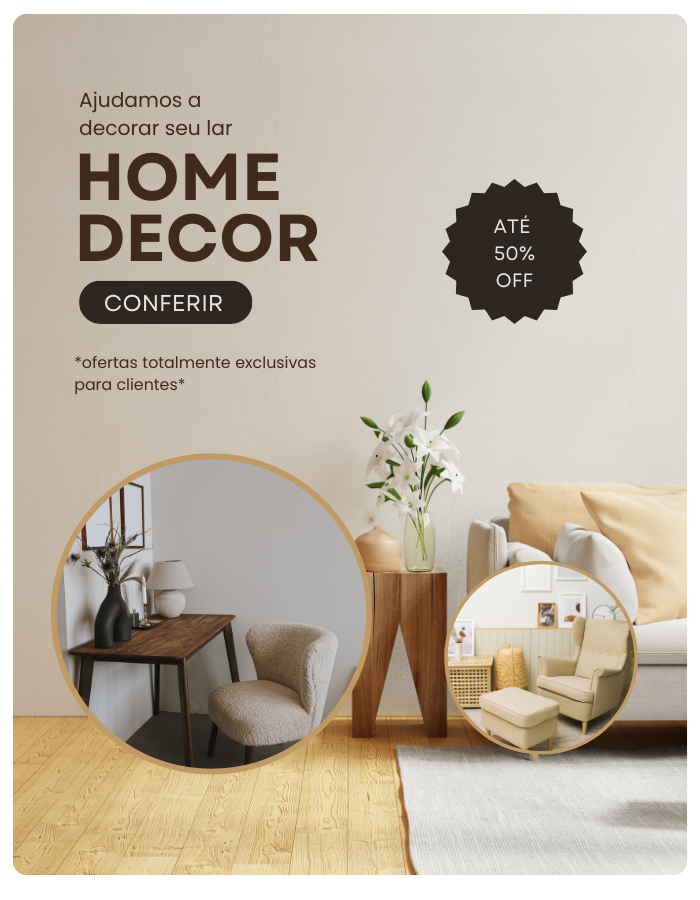 Ajudamos a
decorar seu lar
HOME
DECOR
CONFERIR
*ofertas totalmente exclusivas
para clientes*
ATÉ
50%
OFF